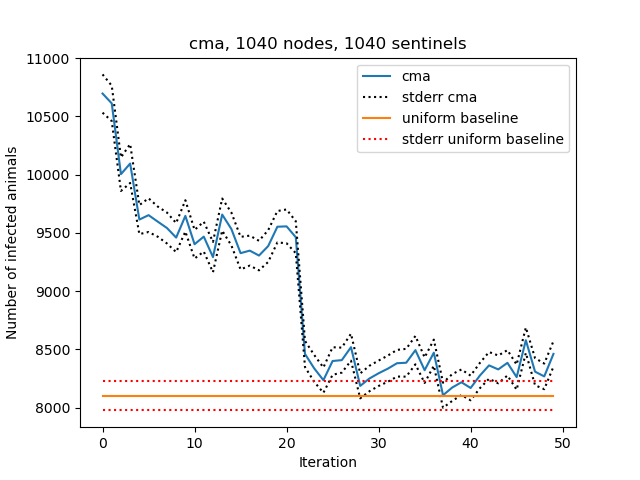 cma, 1040 nodes, 1040 sentinels
11000
10500
10000
9500
9000
8500
8000
Number of infected animals
cma
stderr cma
uniform baseline
stderr uniform baseline
0
10
20
30
40
50
Iteration